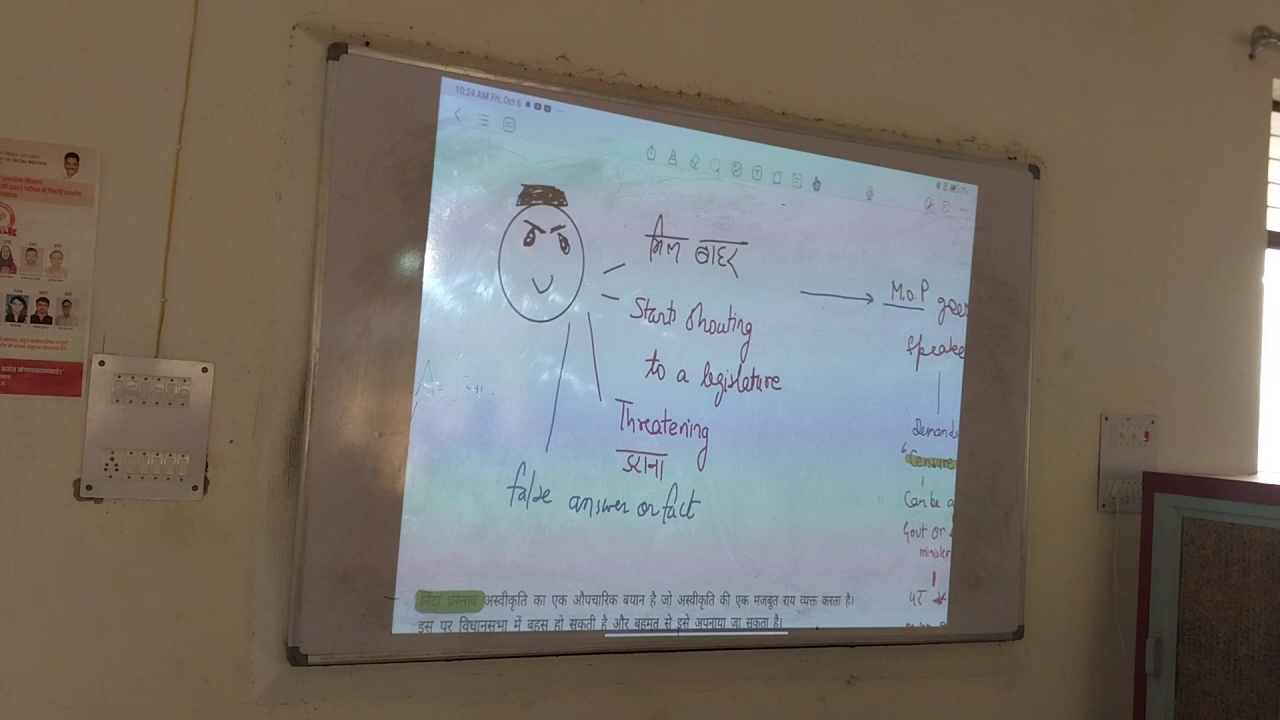 10:24 AM Fri, Oct 6
मिल बाहर
Start shouting
to a legislature
Threatening
डराना
false answer or fact
M.O.P goes
Speake
Demand
"Censure
Can be a
Govt or
minister
निंदा प्रस्ताव अस्वीकृति का एक औपचारिक बयान है जो अस्वीकृति की एक मजबूत राय व्यक्त करता है।
इस पर विधानसभा में बहस हो सकती है और बहुमत से इसे अपनाया जा सकता है।